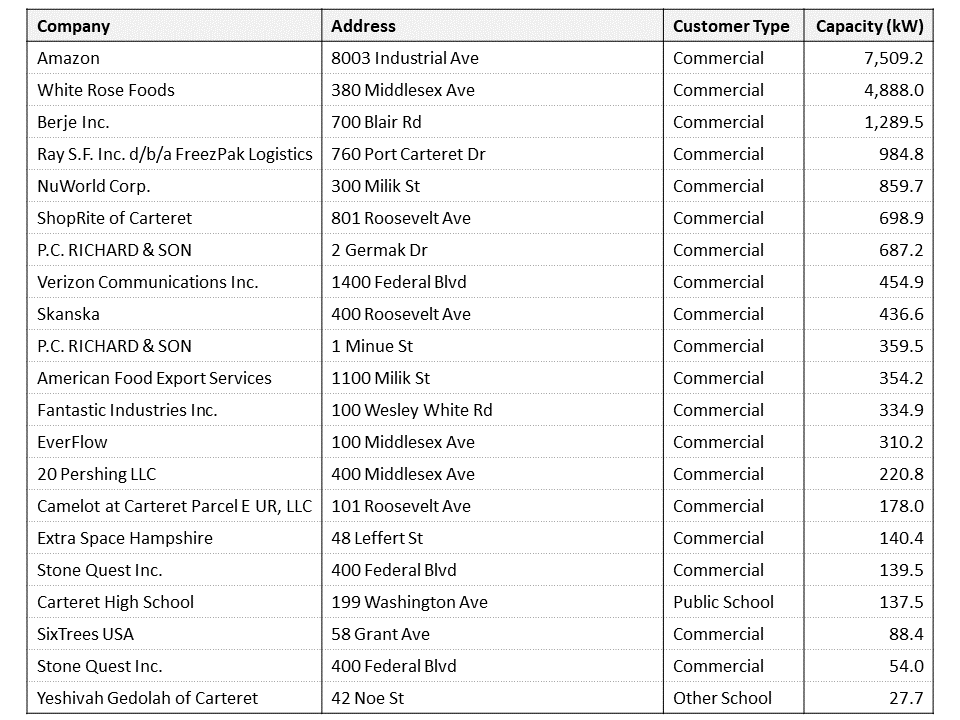 Company Address Customer Type Capacity (kW)
Amazon 8003 Industrial Ave Commercial 7,509.2
White Rose Foods 380 Middlesex Ave Commercial 4,888.0
Berje Inc. 700 Blair Rd Commercial 1,289.5
Ray S.F. Inc. d/b/a FreezPak Logistics 760 Port Carteret Dr Commercial 984.8
NuWorld Corp. 300 Milik St Commercial 859.7
ShopRite of Carteret 801 Roosevelt Ave Commercial 698.9
P.C. RICHARD & SON 2 Germak Dr Commercial 687.2
Verizon Communications Inc. 1400 Federal Blvd Commercial 454.9
Skanska 400 Roosevelt Ave Commercial 436.6
P.C. RICHARD & SON 1 Minue St Commercial 359.5
American Food Export Services 1100 Milik St Commercial 354.2
Fantastic Industries Inc. 100 Wesley White Rd Commercial 334.9
EverFlow 100 Middlesex Ave Commercial 310.2
20 Pershing LLC 400 Middlesex Ave Commercial 220.8
Camelot at Carteret Parcel E UR, LLC 101 Roosevelt Ave Commercial 178.0
Extra Space Hampshire 48 Leffert St Commercial 140.4
Stone Quest Inc. 400 Federal Blvd Commercial 139.5
Carteret High School 199 Washington Ave Public School 137.5
SixTrees USA 58 Grant Ave Commercial 88.4
Stone Quest Inc. 400 Federal Blvd Commercial 54.0
Yeshivah Gedolah of Carteret 42 Noe St Other School 27.7